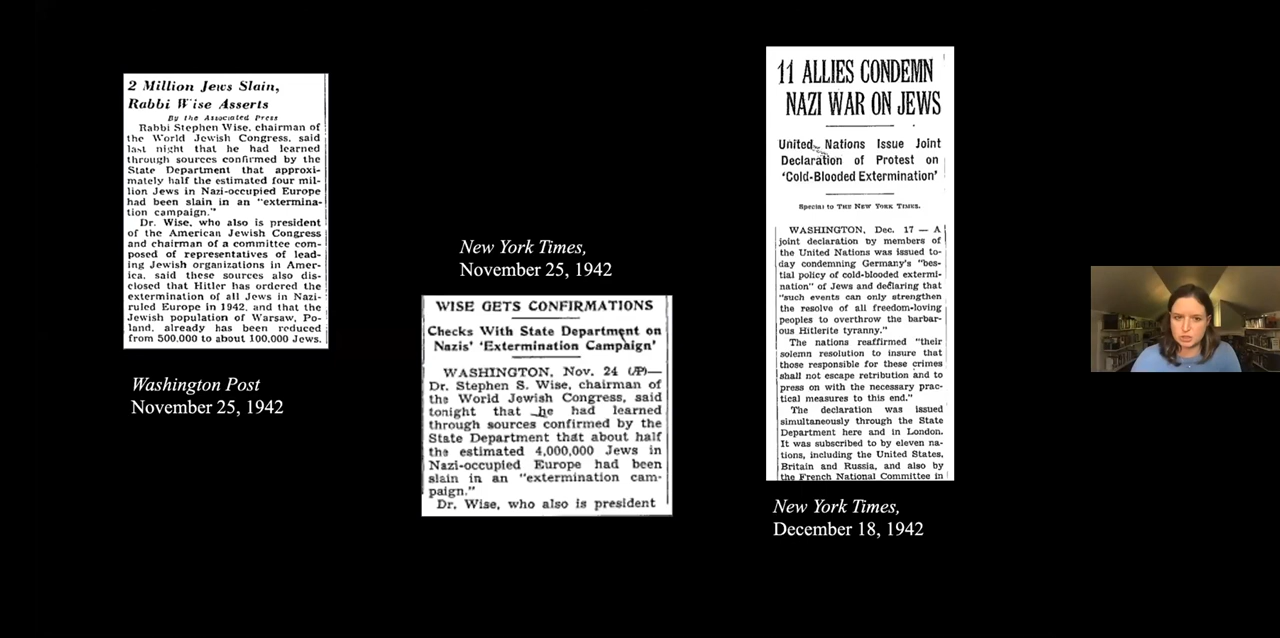 2 Million Jews Slain,
Rabbi Wise Asserts
By the Associated Press
Rabbi Stephen Wise, chairman of
the World Jewish Congress, said
last night that he had learned
through sources confirmed by the
State Department that approxi-
mately half the estimated four mil-
lion Jews in Nazi-occupied Europe
had been slain in an "extermina-
tion campaign."
Dr. Wise, who also is president
of the American Jewish Congress
and chairman of a committee com-
posed of representatives of lead-
ing Jewish organizations in Amer-
ica, said these sources also dis-
closed that Hitler has ordered the
extermination of all Jews in Nazi-
ruled Europe in 1942, and that the
Jewish population of Warsaw, Po-
land, already has been reduced
from 500,000 to about 100,000 Jews.
Washington Post
November 25, 1942
New York Times,
November 25, 1942
WISE GETS CONFIRMATIONS
Checks With State Department on
Nazis' 'Extermination Campaign'
WASHINGTON, Nov. 24 (AP)—
Dr. Stephen S. Wise, chairman of
the World Jewish Congress, said
tonight that he had learned
through sources confirmed by the
State Department that about half
the estimated 4,000,000 Jews in
Nazi-occupied Europe had been
slain in an "extermination cam-
paign."
Dr. Wise, who also is president
11 ALLIES CONDEMN
NAZI WAR ON JEWS
United Nations Issue Joint
Declaration of Protest on
'Cold-Blooded Extermination'
Special to THE NEW YORK TIMES.
WASHINGTON, Dec. 17 — A
joint declaration by members of
the United Nations was issued to-
day condemning Germany's "bes-
tial policy of cold-blooded extermi-
nation" of Jews and declaring that
"such events can only strengthen
the resolve of all freedom-loving
peoples to overthrow the barbar-
ous Hitlerite tyranny."
The nations reaffirmed "their
solemn resolution to insure that
those responsible for these crimes
shall not escape retribution and to
press on with the necessary prac-
tical measures to this end."
The declaration was issued
simultaneously through the State
Department here and in London.
It was subscribed to by eleven na-
tions, including the United States,
Britain and Russia, and also by
the French National Committee in
New York Times,
December 18, 1942